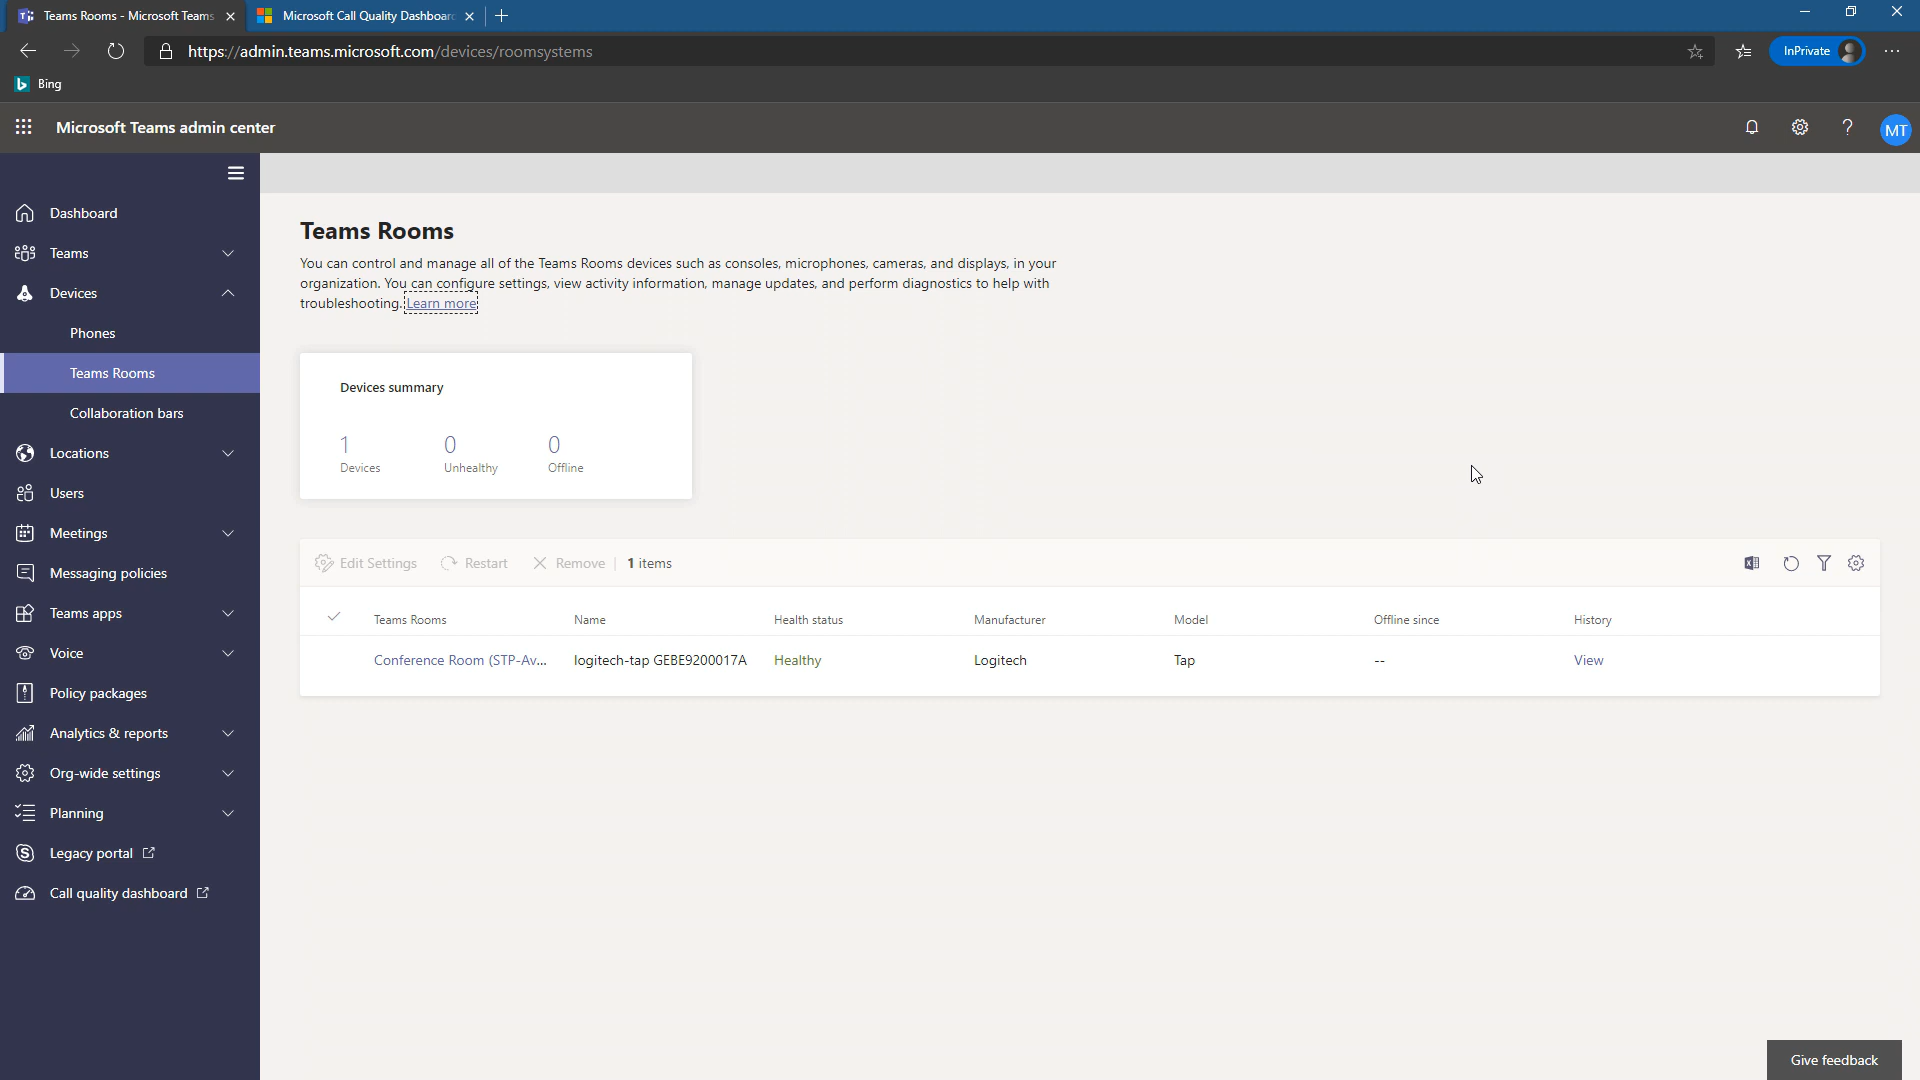 Teams Rooms - Microsoft Teams
Microsoft Call Quality Dashboard
https://admin.teams.microsoft.com/devices/roomsystems
InPrivate
Bing
Microsoft Teams admin center
MT
Dashboard
Teams
Devices
Phones
Teams Rooms
Collaboration bars
Locations
Users
Meetings
Messaging policies
Teams apps
Voice
Policy packages
Analytics & reports
Org-wide settings
Planning
Legacy portal
Call quality dashboard
Teams Rooms
You can control and manage all of the Teams Rooms devices such as consoles, microphones, cameras, and displays, in your
organization. You can configure settings, view activity information, manage updates, and perform diagnostics to help with
troubleshooting. Learn more
Devices summary
1 0 0
Devices Unhealthy Offline
Edit Settings Restart Remove 1 items
Teams Rooms Name Health status Manufacturer Model Offline since History
Conference Room (STP-Av... logitech-tap GEBE9200017A Healthy Logitech Tap -- View
Give feedback